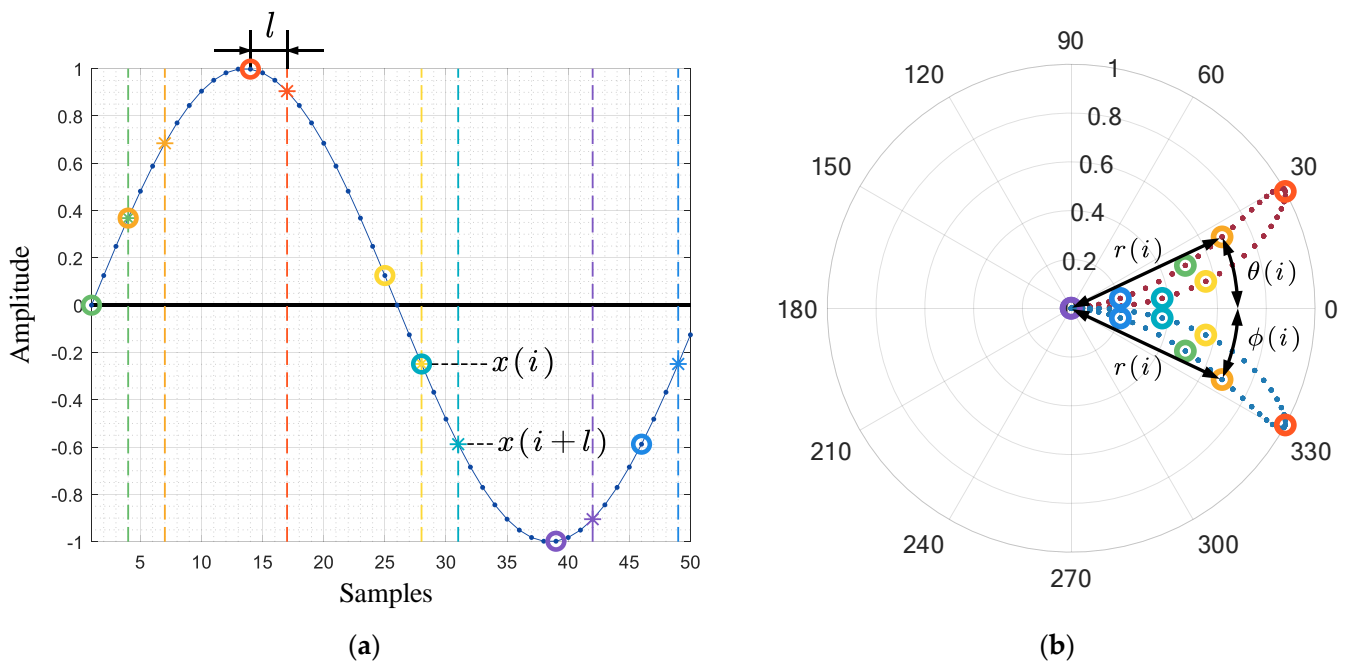 l
1
0.8
0.6
0.4
0.2
0
-0.2
-0.4
-0.6
-0.8
-1
Amplitude
x(i)
x(i+l)
5 10 15 20 25 30 35 40 45 50
Samples
(a)
90
120 1 60
0.8
150 0.6 30
0.4
r(i)
0.2 θ(i)
180 0
r(i) ϕ(i)
210 330
240 300
270
(b)